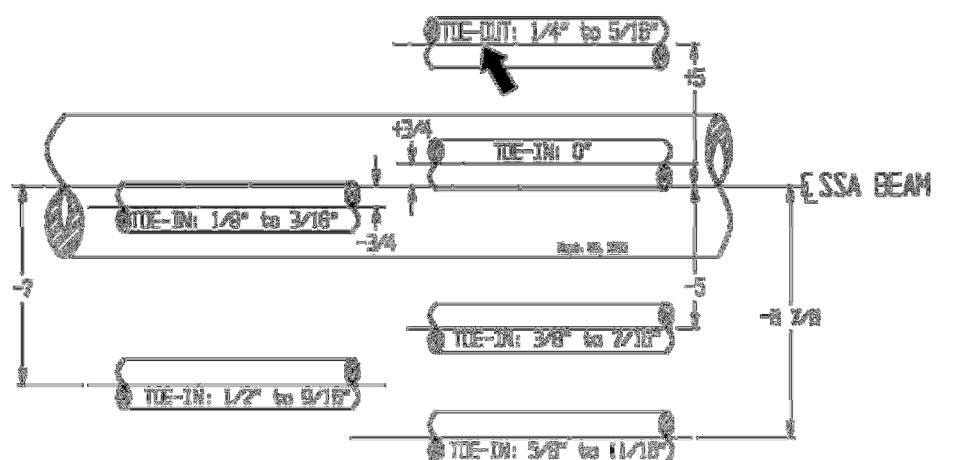 TOE-OUT: 1/4" to 5/16"
+5
+3/4
TOE-IN: 0"
℄ SSA BEAM
TOE-IN: 1/8" to 3/16"
-3/4
-7
-5
-8 7/8
TOE-IN: 3/8" to 7/16"
TOE-IN: 1/2" to 9/16"
TOE-IN: 5/8" to 11/16"